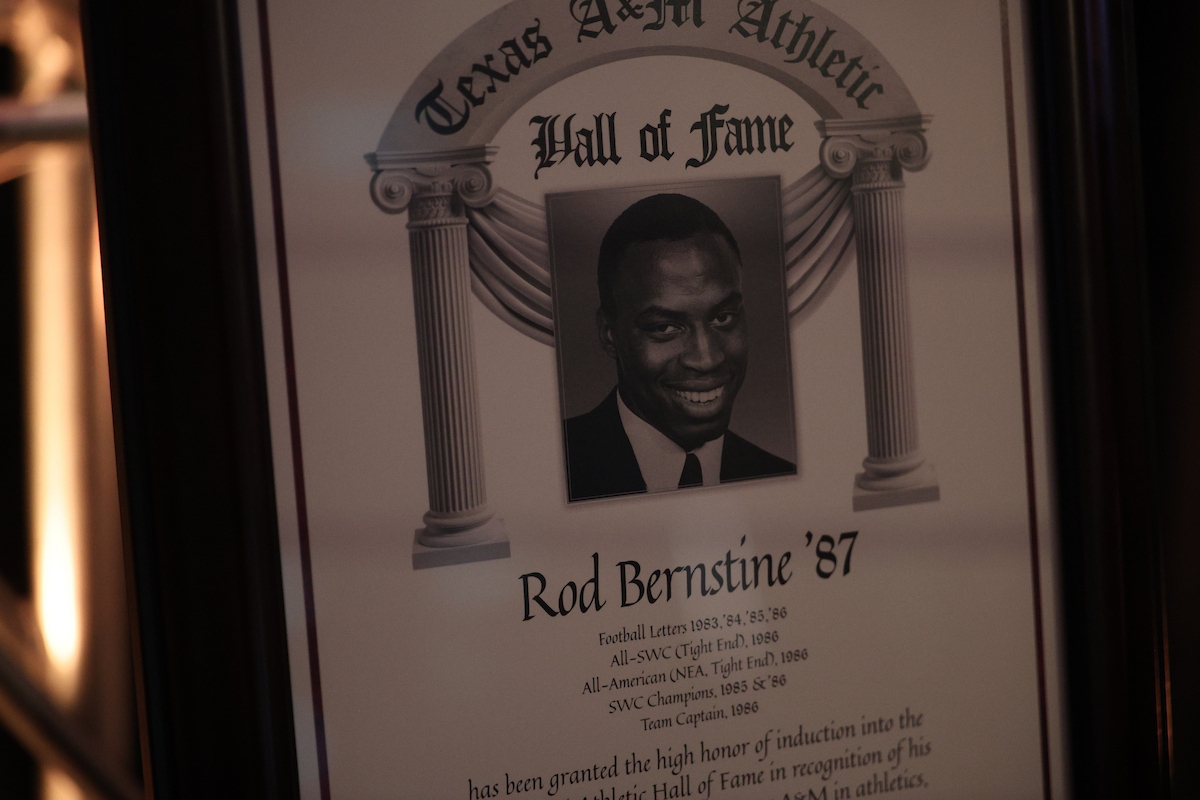 Texas A&M Athletic
Hall of Fame
Rod Bernstine '87
Football Letters 1983,'84,'85,'86
All-SWC (Tight End), 1986
All-American (NEA, Tight End), 1986
SWC Champions, 1985 &'86
Team Captain, 1986
has been granted the high honor of induction into the
Athletic Hall of Fame in recognition of his
A&M in athletics.